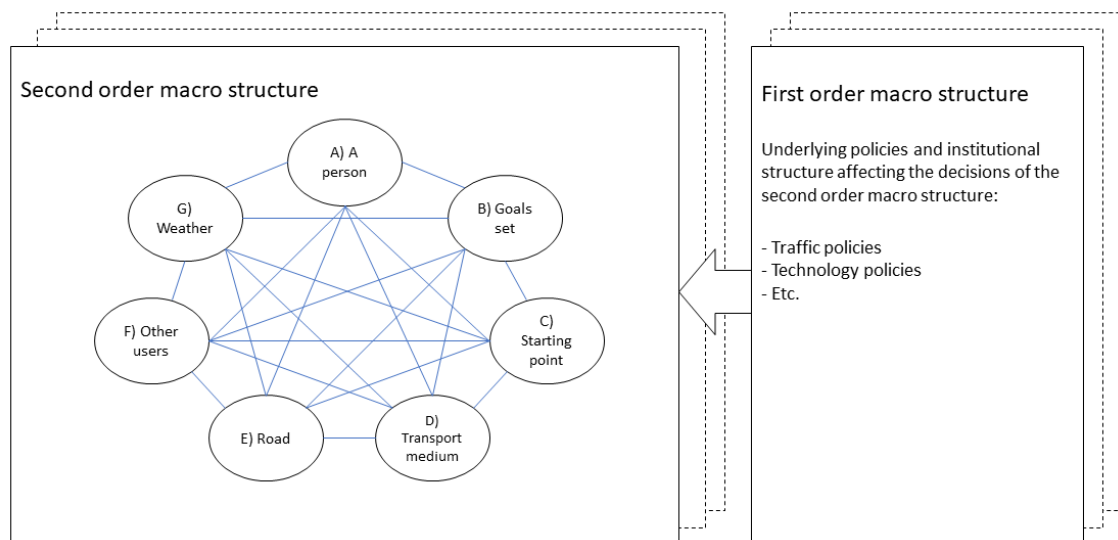 Second order macro structure
A) A
person
B) Goals
set
C)
Starting
point
D)
Transport
medium
E) Road
F) Other
users
G)
Weather
First order macro structure
Underlying policies and institutional
structure affecting the decisions of the
second order macro structure:
- Traffic policies
- Technology policies
- Etc.